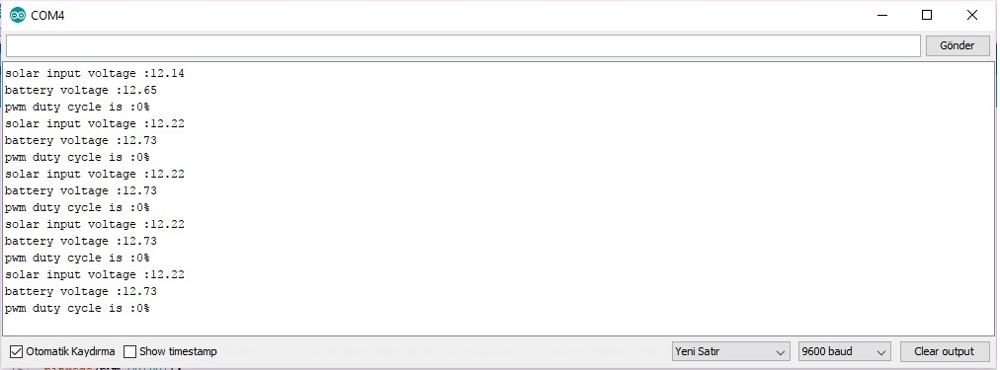 COM4
Gönder
solar input voltage :12.14
battery voltage :12.65
pwm duty cycle is :0%
solar input voltage :12.22
battery voltage :12.73
pwm duty cycle is :0%
solar input voltage :12.22
battery voltage :12.73
pwm duty cycle is :0%
solar input voltage :12.22
battery voltage :12.73
pwm duty cycle is :0%
solar input voltage :12.22
battery voltage :12.73
pwm duty cycle is :0%
Otomatik Kaydırma Show timestamp Yeni Satır 9600 baud Clear output